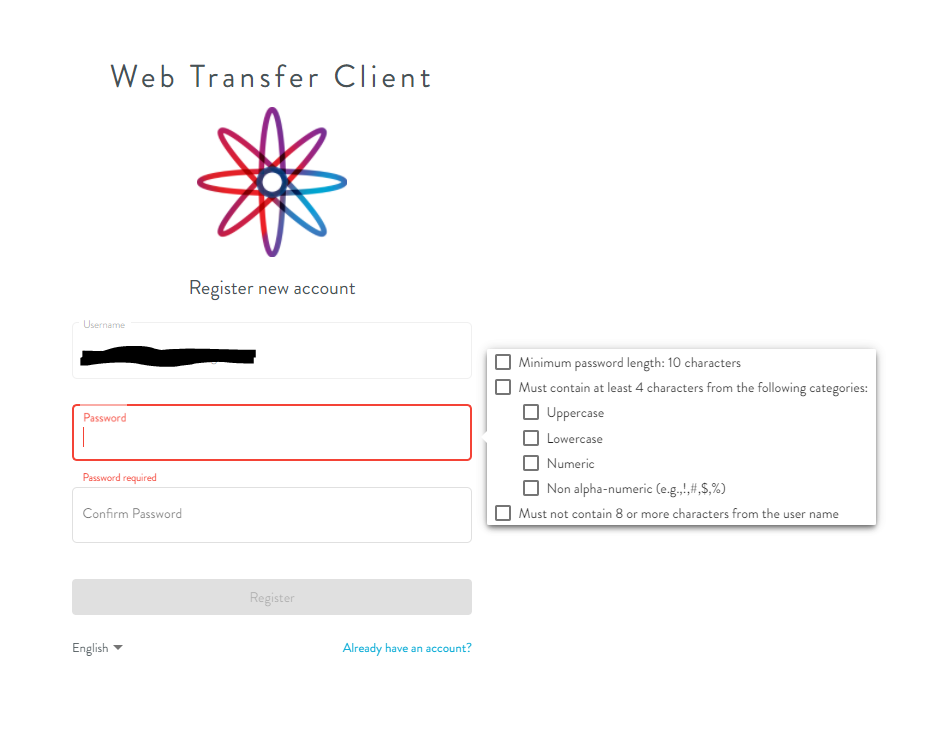 Web Transfer Client
Register new account
Username
Password
Password required
Confirm Password
Minimum password length: 10 characters
Must contain at least 4 characters from the following categories:
Uppercase
Lowercase
Numeric
Non alpha-numeric (e.g.,!,#,$,%)
Must not contain 8 or more characters from the user name
Register
English
Already have an account?